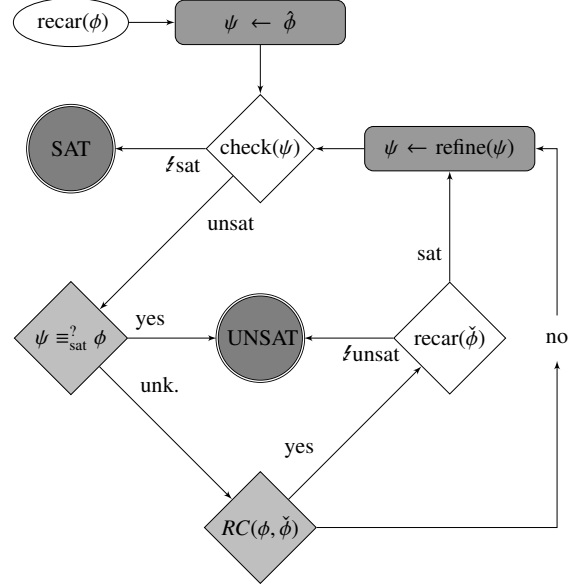 recar(ϕ)
ψ ← ϕ̂
SAT
↯sat
check(ψ)
ψ ← refine(ψ)
unsat
sat
ψ ≡?sat ϕ
yes
UNSAT
↯unsat
recar(ϕ̌)
no
unk.
yes
RC(ϕ, ϕ̌)